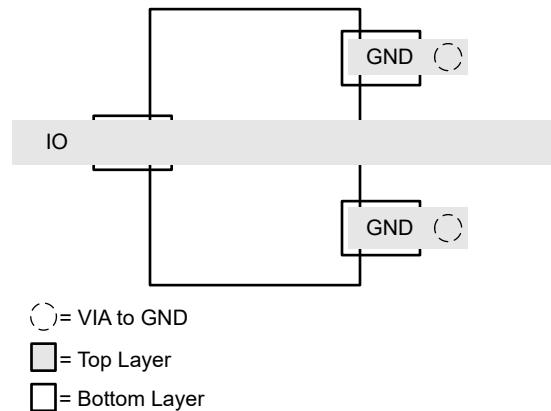 GND
IO
GND
= VIA to GND
= Top Layer
= Bottom Layer